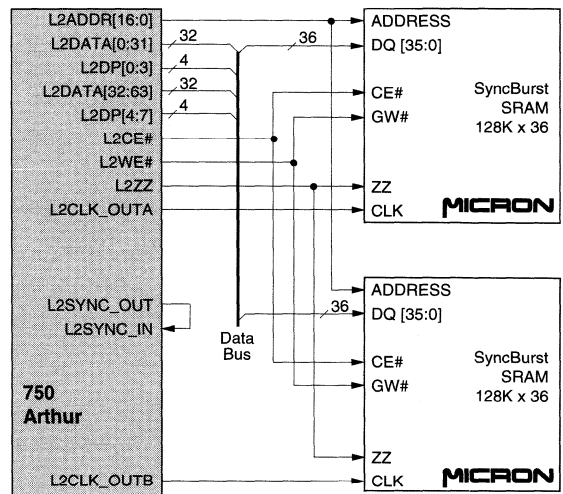 L2ADDR[16:0]
L2DATA[0:31]
32
L2DP[0:3]
4
L2DATA[32:63]
32
L2DP[4:7]
4
L2CE#
L2WE#
L2ZZ
L2CLK_OUTA
L2SYNC_OUT
L2SYNC_IN
750
Arthur
L2CLK_OUTB
Data
Bus
36
ADDRESS
DQ [35:0]
CE#
GW#
SyncBurst
SRAM
128K x 36
ZZ
CLK
MICRON
36
ADDRESS
DQ [35:0]
CE#
GW#
SyncBurst
SRAM
128K x 36
ZZ
CLK
MICRON